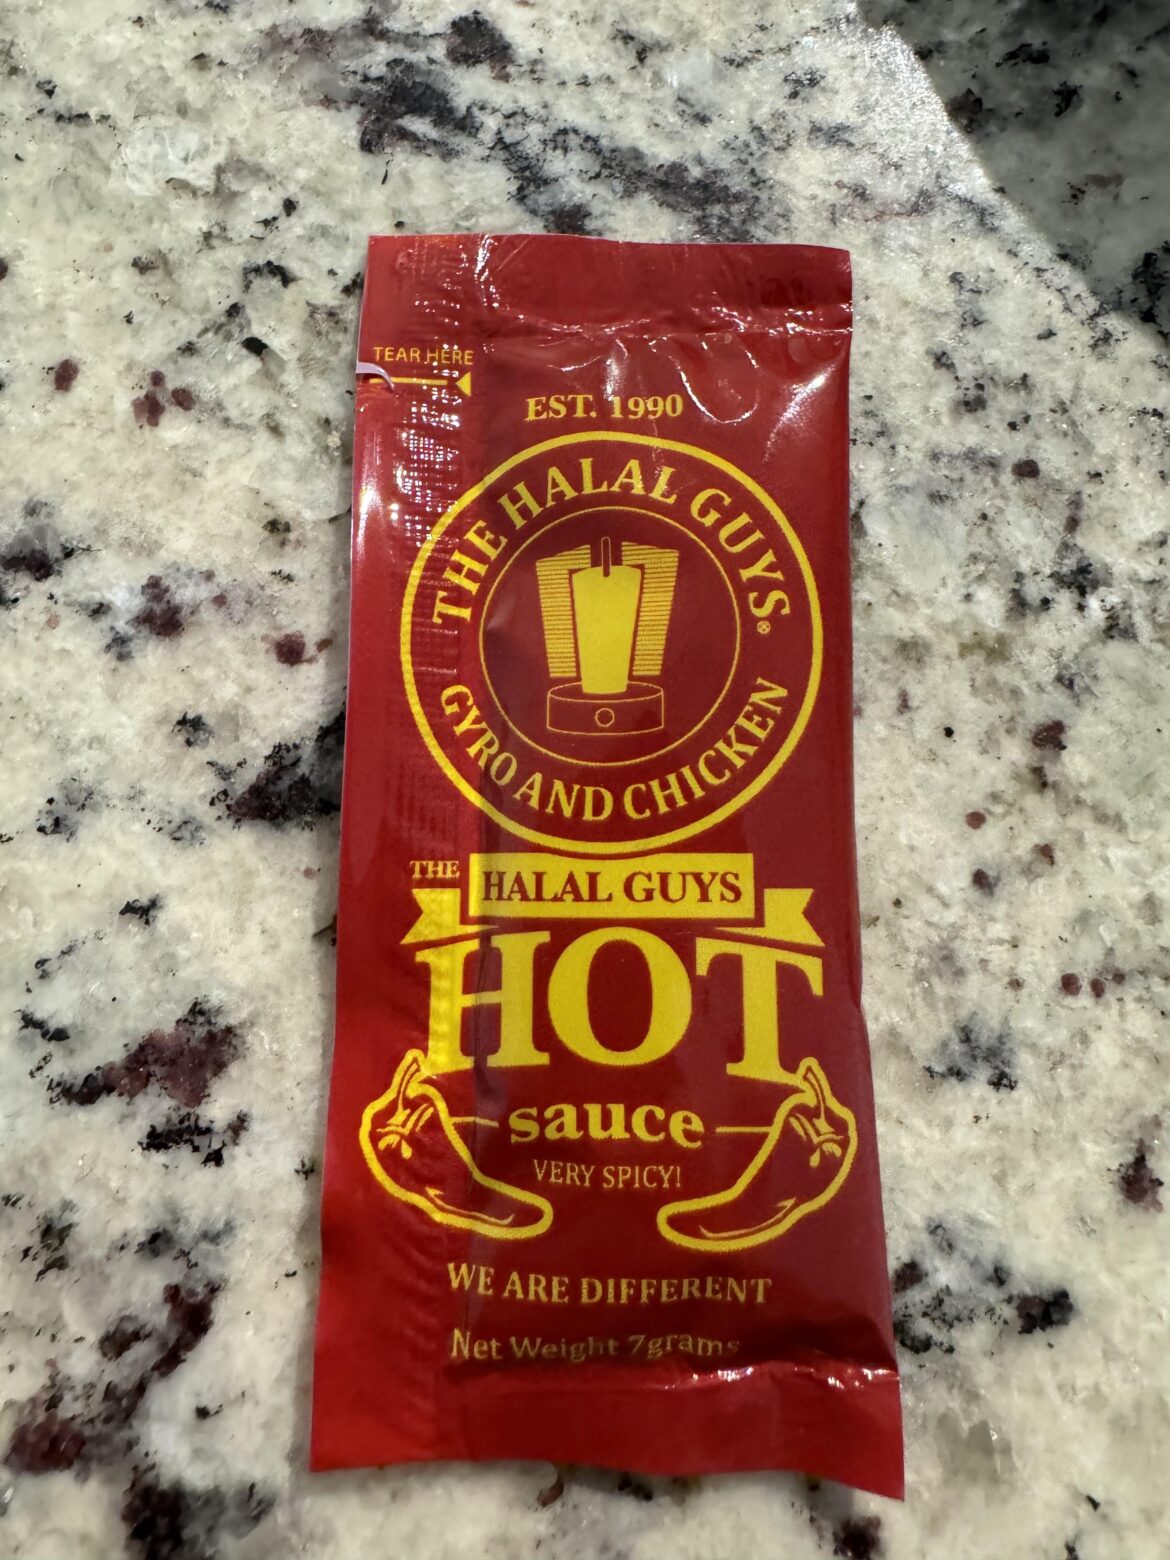 TEAR HERE
EST. 1990
THE HALAL GUYS®
GYRO AND CHICKEN
THE HALAL GUYS
HOT
sauce
VERY SPICY!
WE ARE DIFFERENT
Net Weight 7grams